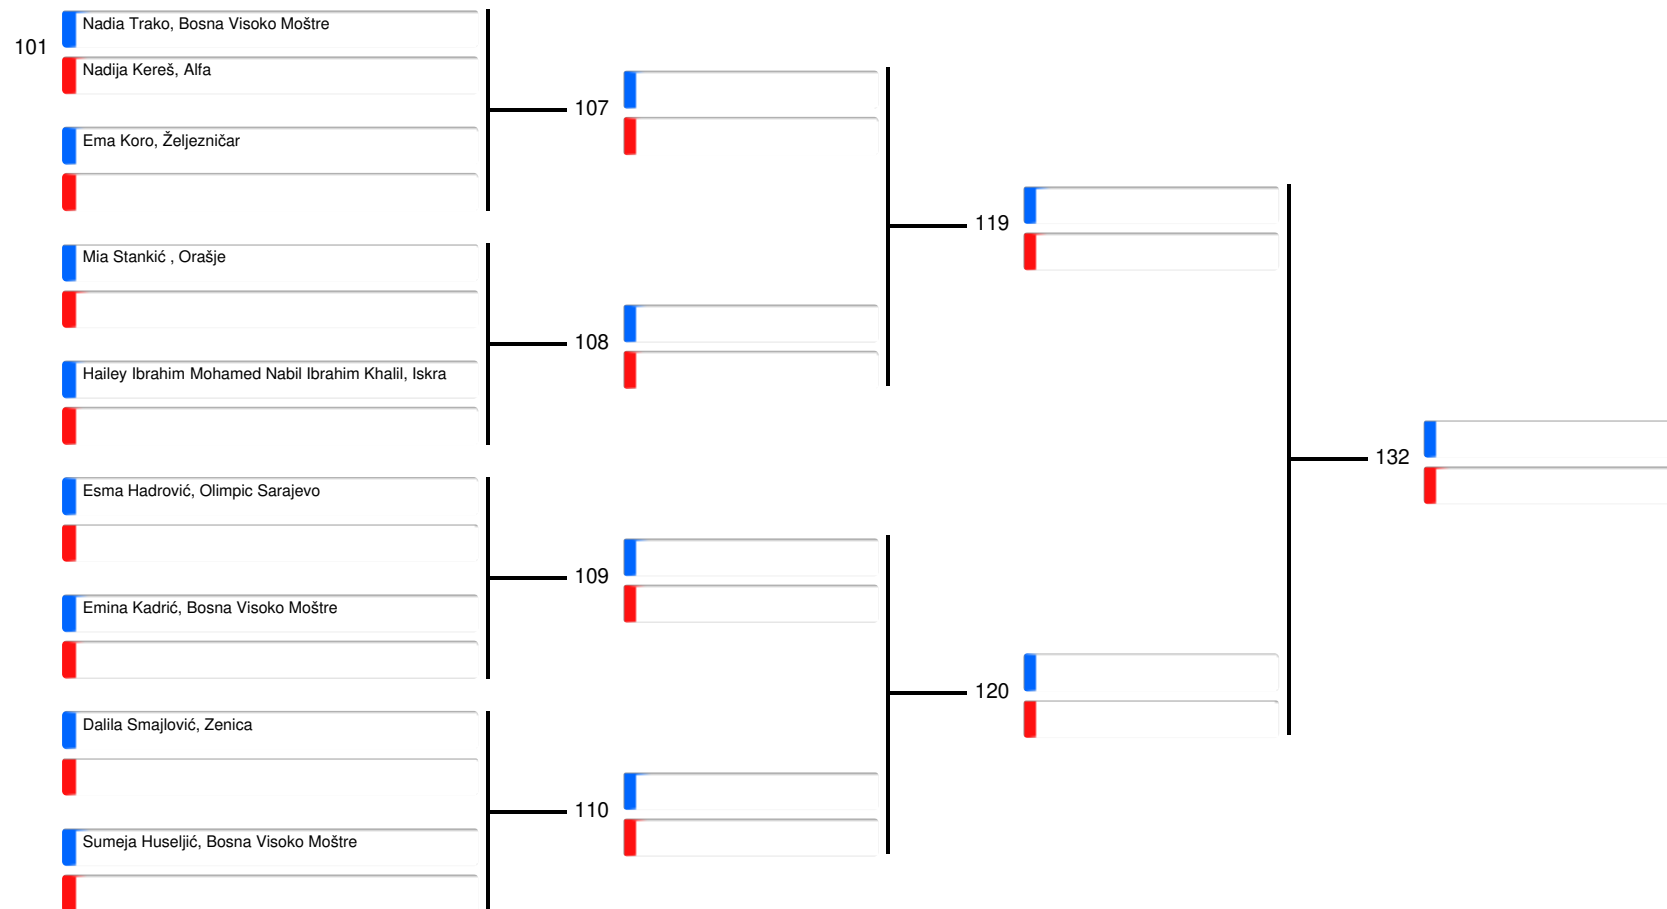 101
Nadia Trako, Bosna Visoko Moštre
Nadija Kereš, Alfa
Ema Koro, Željezničar
Mia Stankić , Orašje
Hailey Ibrahim Mohamed Nabil Ibrahim Khalil, Iskra
Esma Hadrović, Olimpic Sarajevo
Emina Kadrić, Bosna Visoko Moštre
Dalila Smajlović, Zenica
Sumeja Huseljić, Bosna Visoko Moštre
107
108
109
110
119
120
132